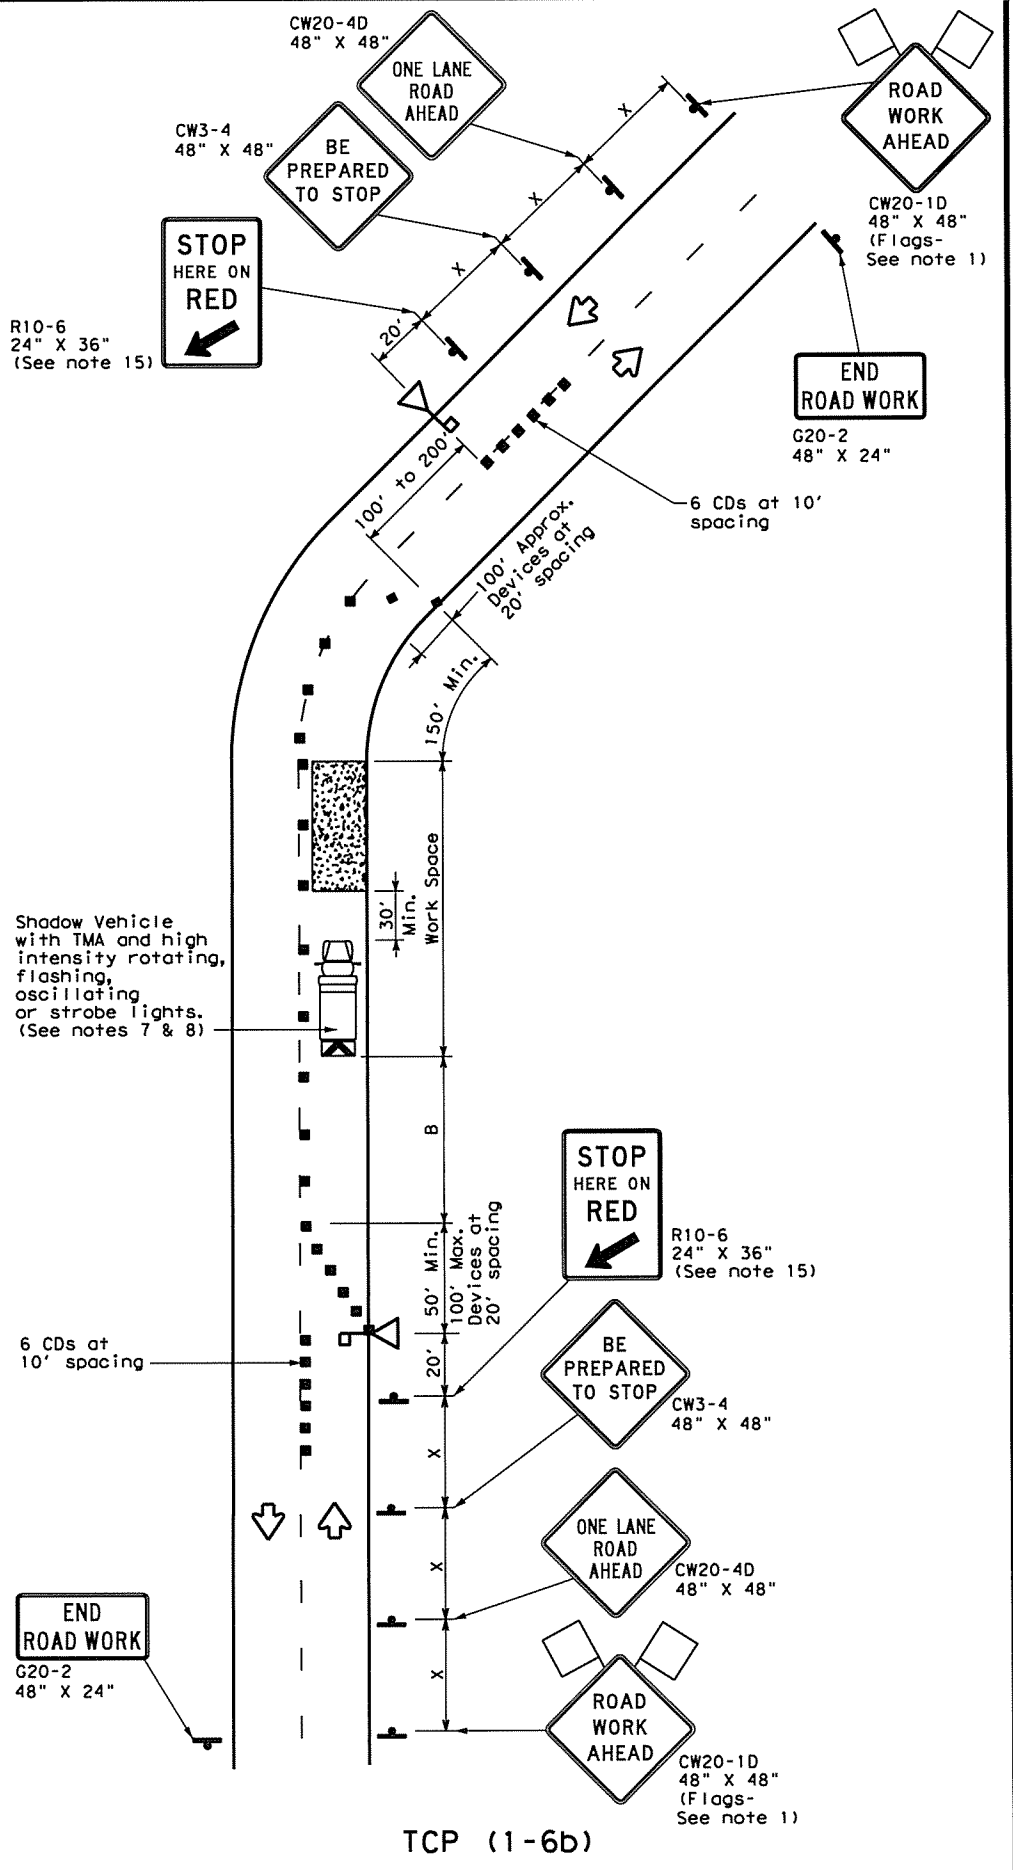 CW20-4D
48" X 48"
ONE LANE
ROAD
AHEAD
ROAD
WORK
AHEAD
CW20-1D
48" X 48"
(Flags-
See note 1)
CW3-4
48" X 48"
BE
PREPARED
TO STOP
STOP
HERE ON
RED
R10-6
24" X 36"
(See note 15)
X
X
X
20'
END
ROAD WORK
G20-2
48" X 24"
100' to 200'
6 CDs at 10'
spacing
100' Approx.
Devices at
20' spacing
150' Min.
Work Space
30'
Min.
Shadow Vehicle
with TMA and high
intensity rotating,
flashing,
oscillating
or strobe lights.
(See notes 7 & 8)
B
50' Min.
100' Max.
Devices at
20' spacing
STOP
HERE ON
RED
R10-6
24" X 36"
(See note 15)
6 CDs at
10' spacing
20'
BE
PREPARED
TO STOP
CW3-4
48" X 48"
X
ONE LANE
ROAD
AHEAD
CW20-4D
48" X 48"
X
END
ROAD WORK
G20-2
48" X 24"
X
ROAD
WORK
AHEAD
CW20-1D
48" X 48"
(Flags-
See note 1)
TCP (1-6b)